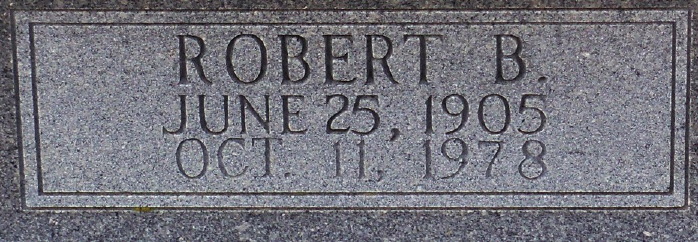 ROBERT B.
JUNE 25, 1905
OCT. 11, 1978